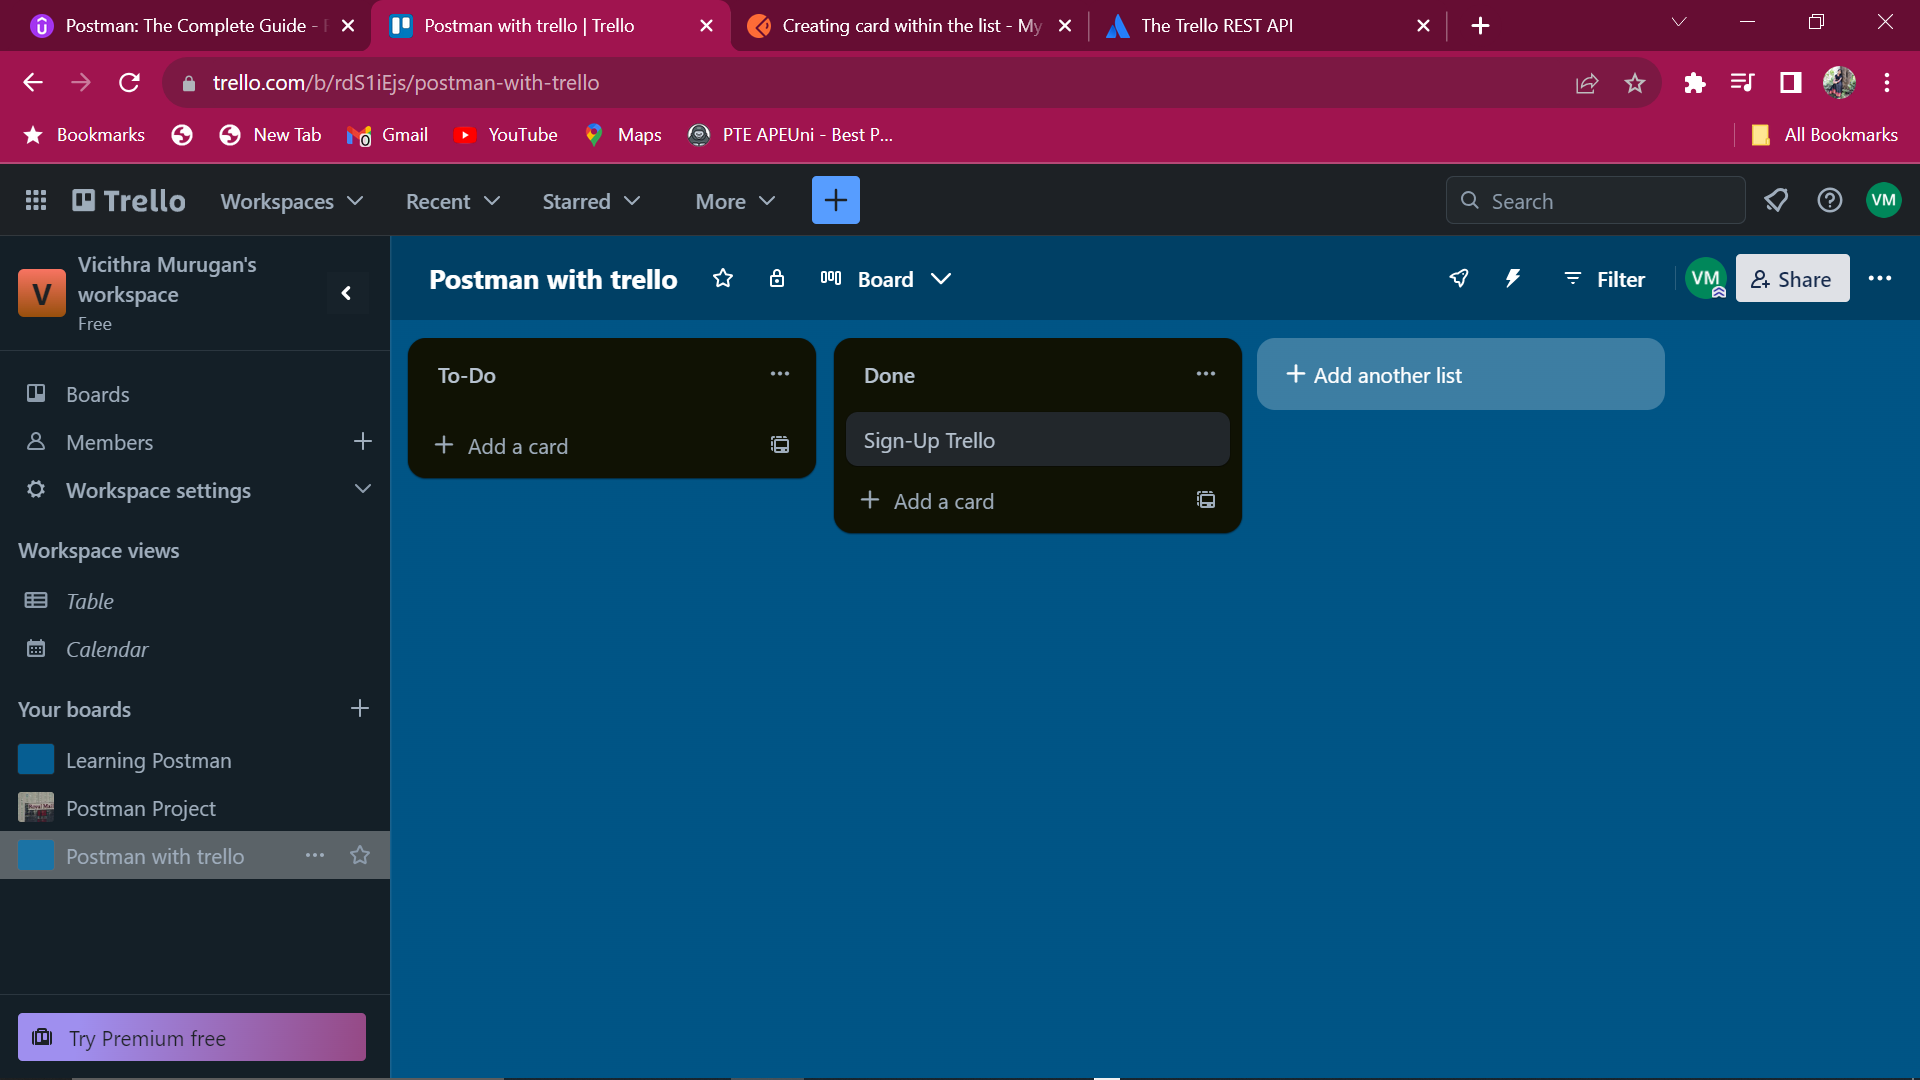 Postman: The Complete Guide -
Postman with trello | Trello
Creating card within the list - My
The Trello REST API
trello.com/b/rdS1iEjs/postman-with-trello
Bookmarks
New Tab
Gmail
YouTube
Maps
PTE APEUni - Best P...
All Bookmarks
Trello
Workspaces
Recent
Starred
More
Search
VM
Vicithra Murugan's
workspace
Free
V
Postman with trello
Board
Filter
VM
Share
To-Do
Add a card
Done
Sign-Up Trello
Add a card
Add another list
Boards
Members
Workspace settings
Workspace views
Table
Calendar
Your boards
Learning Postman
Postman Project
Postman with trello
Try Premium free